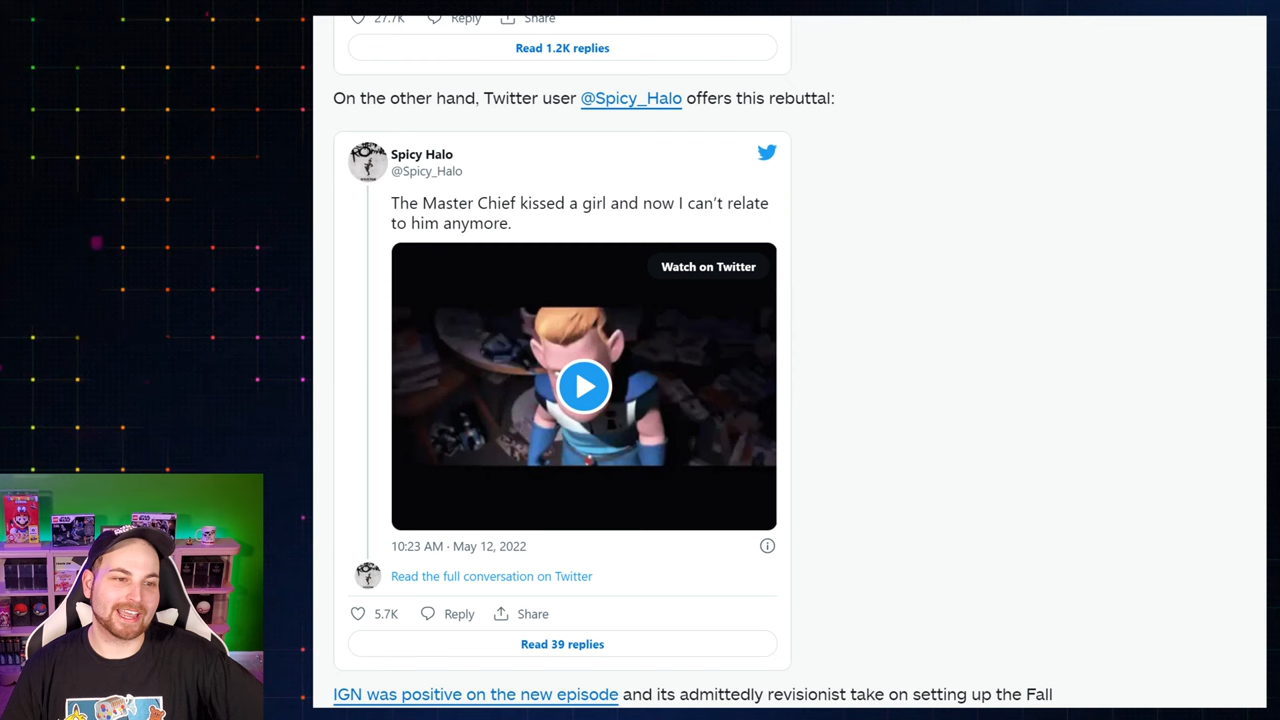 27.7K Reply Share
Read 1.2K replies
On the other hand, Twitter user @Spicy_Halo offers this rebuttal:
Spicy Halo
@Spicy_Halo
The Master Chief kissed a girl and now I can't relate
to him anymore.
Watch on Twitter
10:23 AM · May 12, 2022
Read the full conversation on Twitter
5.7K Reply Share
Read 39 replies
IGN was positive on the new episode and its admittedly revisionist take on setting up the Fall